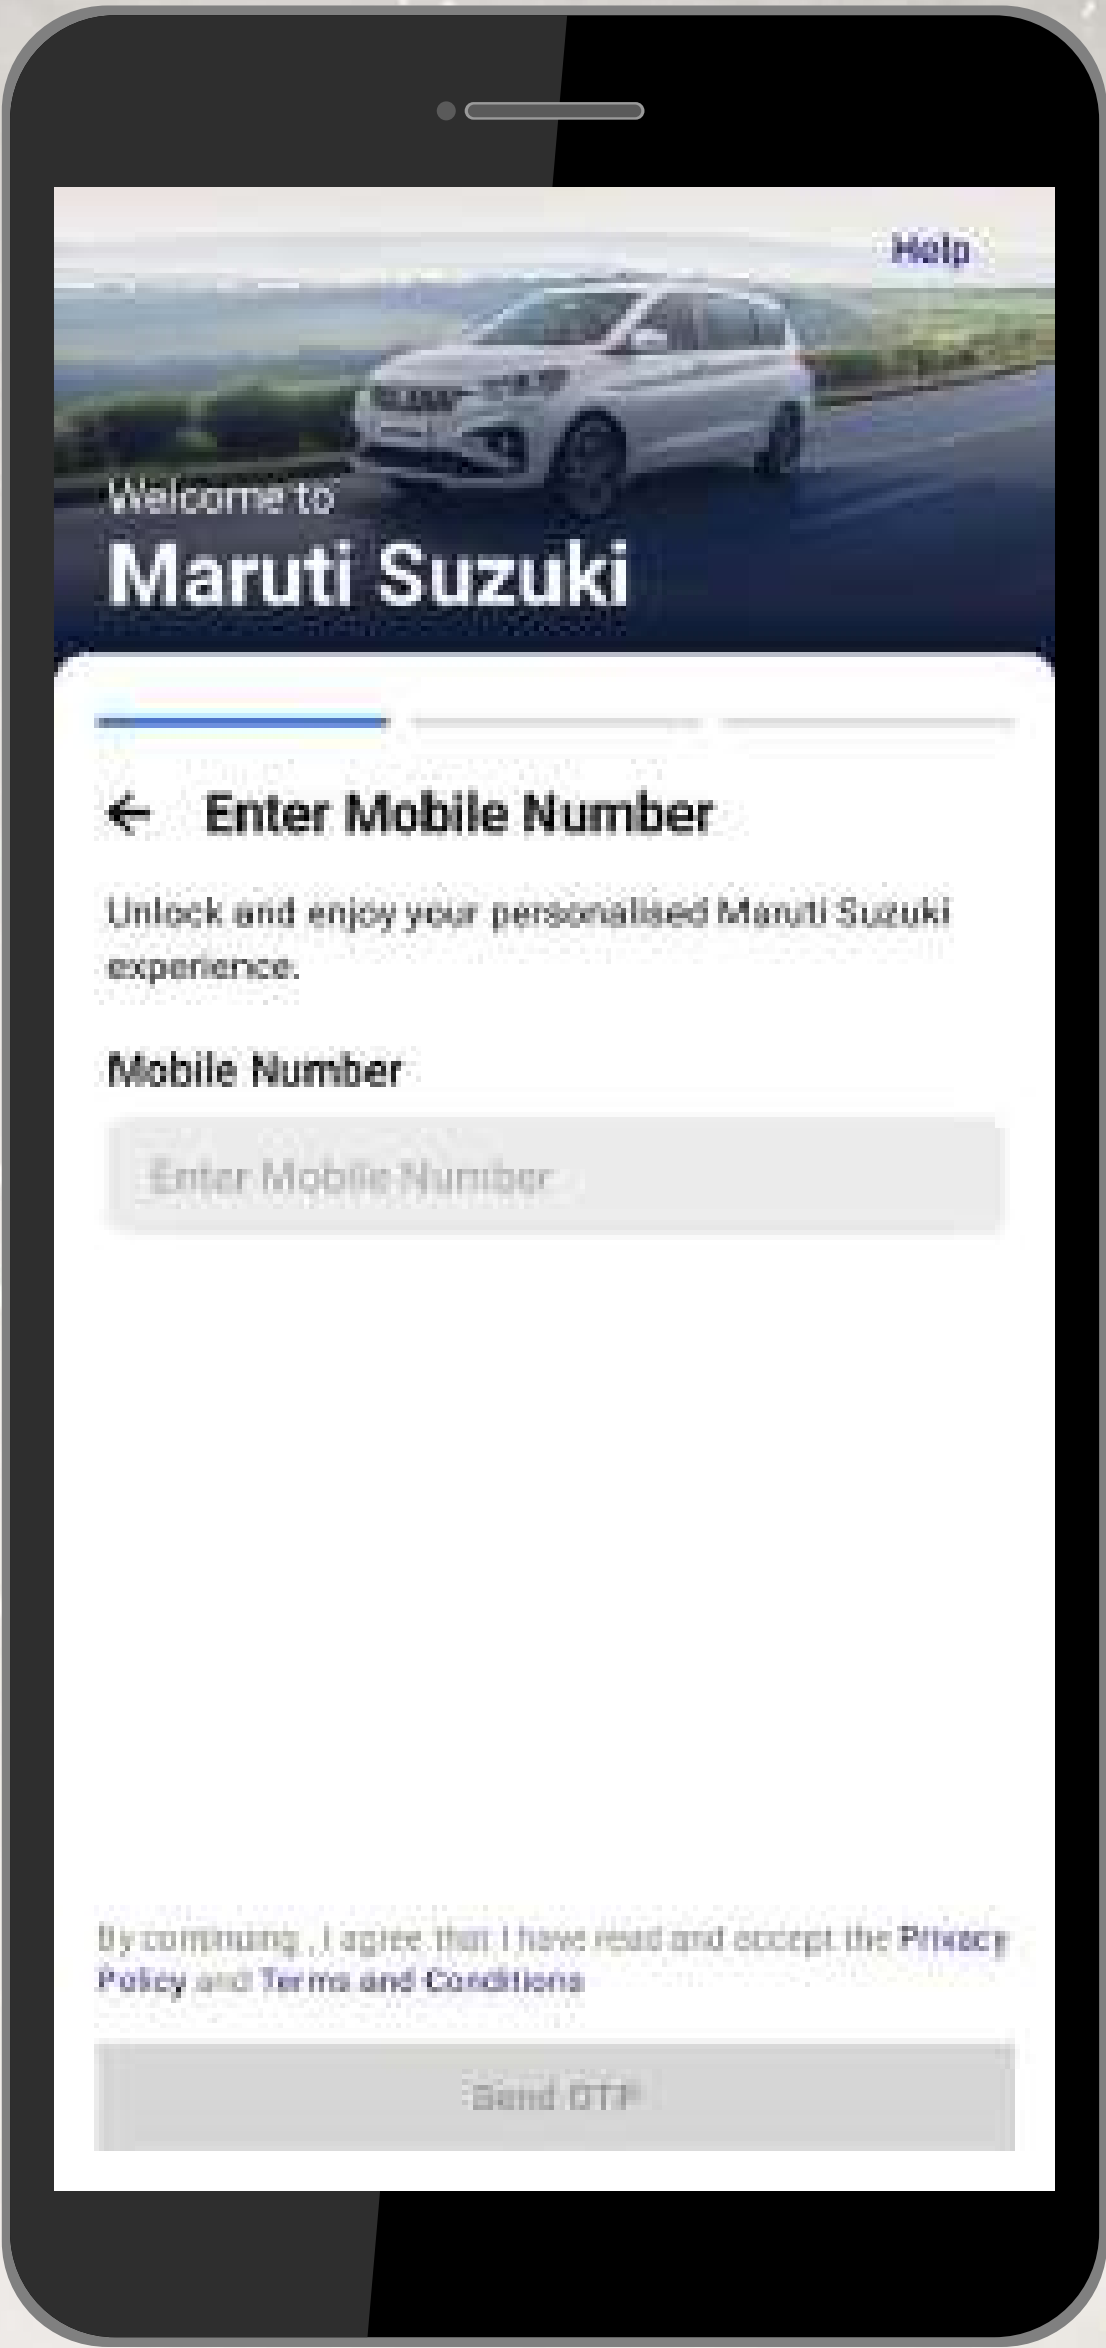 Help
Welcome to
Maruti Suzuki
Enter Mobile Number
Unlock and enjoy your personalised Maruti Suzuki
experience.
Mobile Number
Enter Mobile Number
By continuing , I agree that I have read and accept the Privacy
Policy and Terms and Conditions
Send OTP